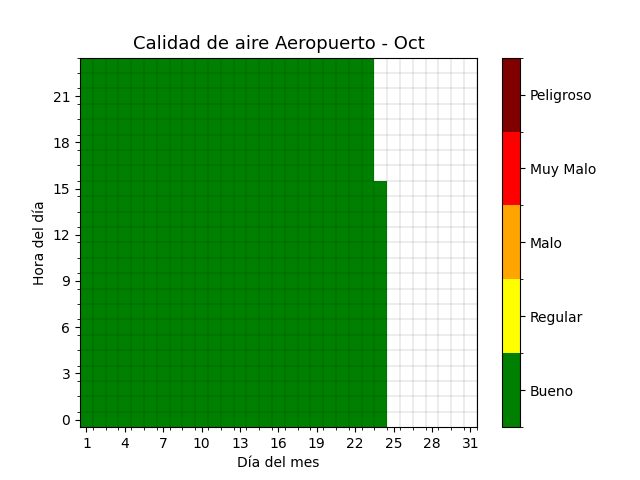 Calidad de aire Aeropuerto - Oct
Hora del día
21
18
15
12
9
6
3
0
1 4 7 10 13 16 19 22 25 28 31
Día del mes
Peligroso
Muy Malo
Malo
Regular
Bueno